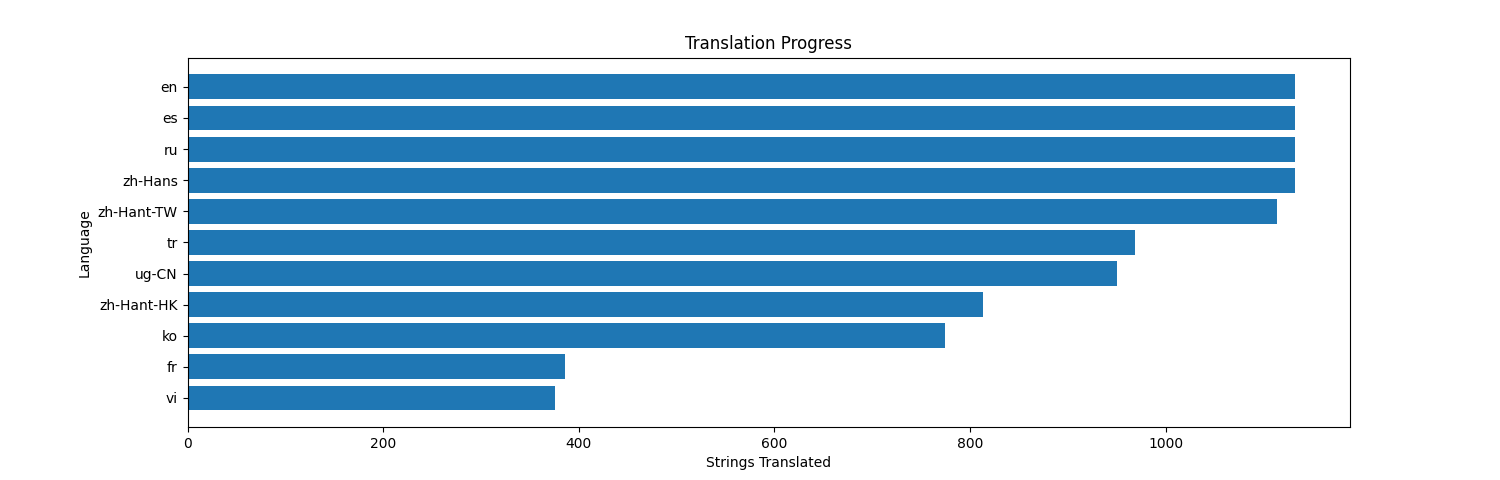 Translation Progress
en
es
ru
zh-Hans
zh-Hant-TW
tr
ug-CN
zh-Hant-HK
ko
fr
vi
Language
0 200 400 600 800 1000
Strings Translated